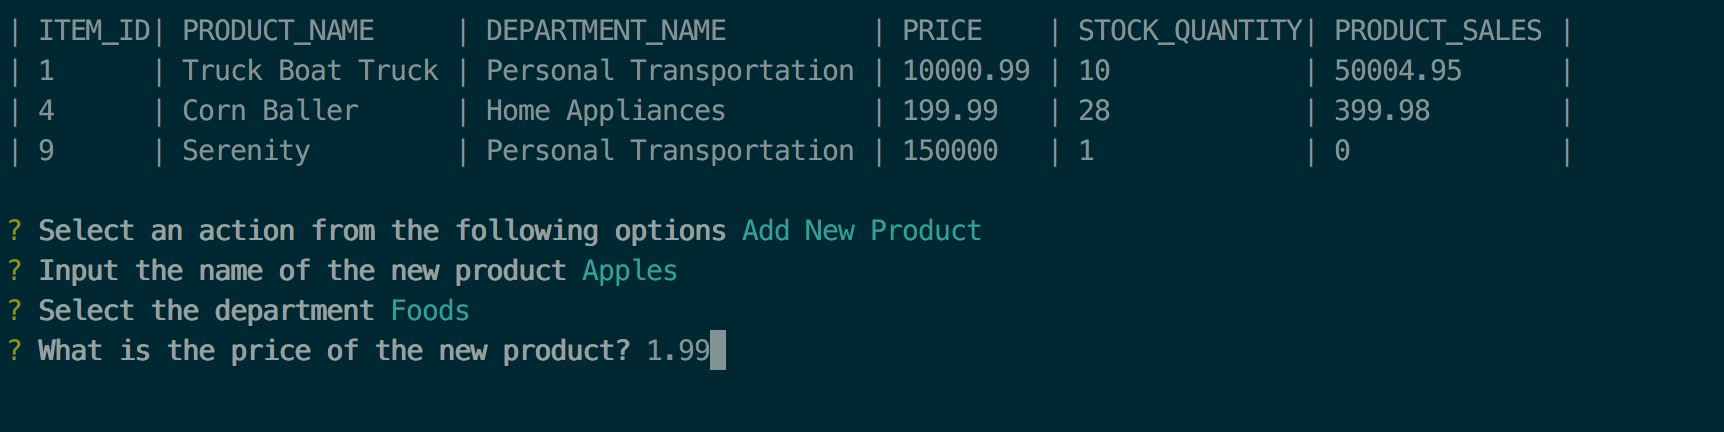 | ITEM_ID| PRODUCT_NAME     | DEPARTMENT_NAME         | PRICE    | STOCK_QUANTITY| PRODUCT_SALES |
| 1      | Truck Boat Truck | Personal Transportation | 10000.99 | 10            | 50004.95      |
| 4      | Corn Baller      | Home Appliances         | 199.99   | 28            | 399.98        |
| 9      | Serenity         | Personal Transportation | 150000   | 1             | 0             |
? Select an action from the following options Add New Product
? Input the name of the new product Apples
? Select the department Foods
? What is the price of the new product? 1.99